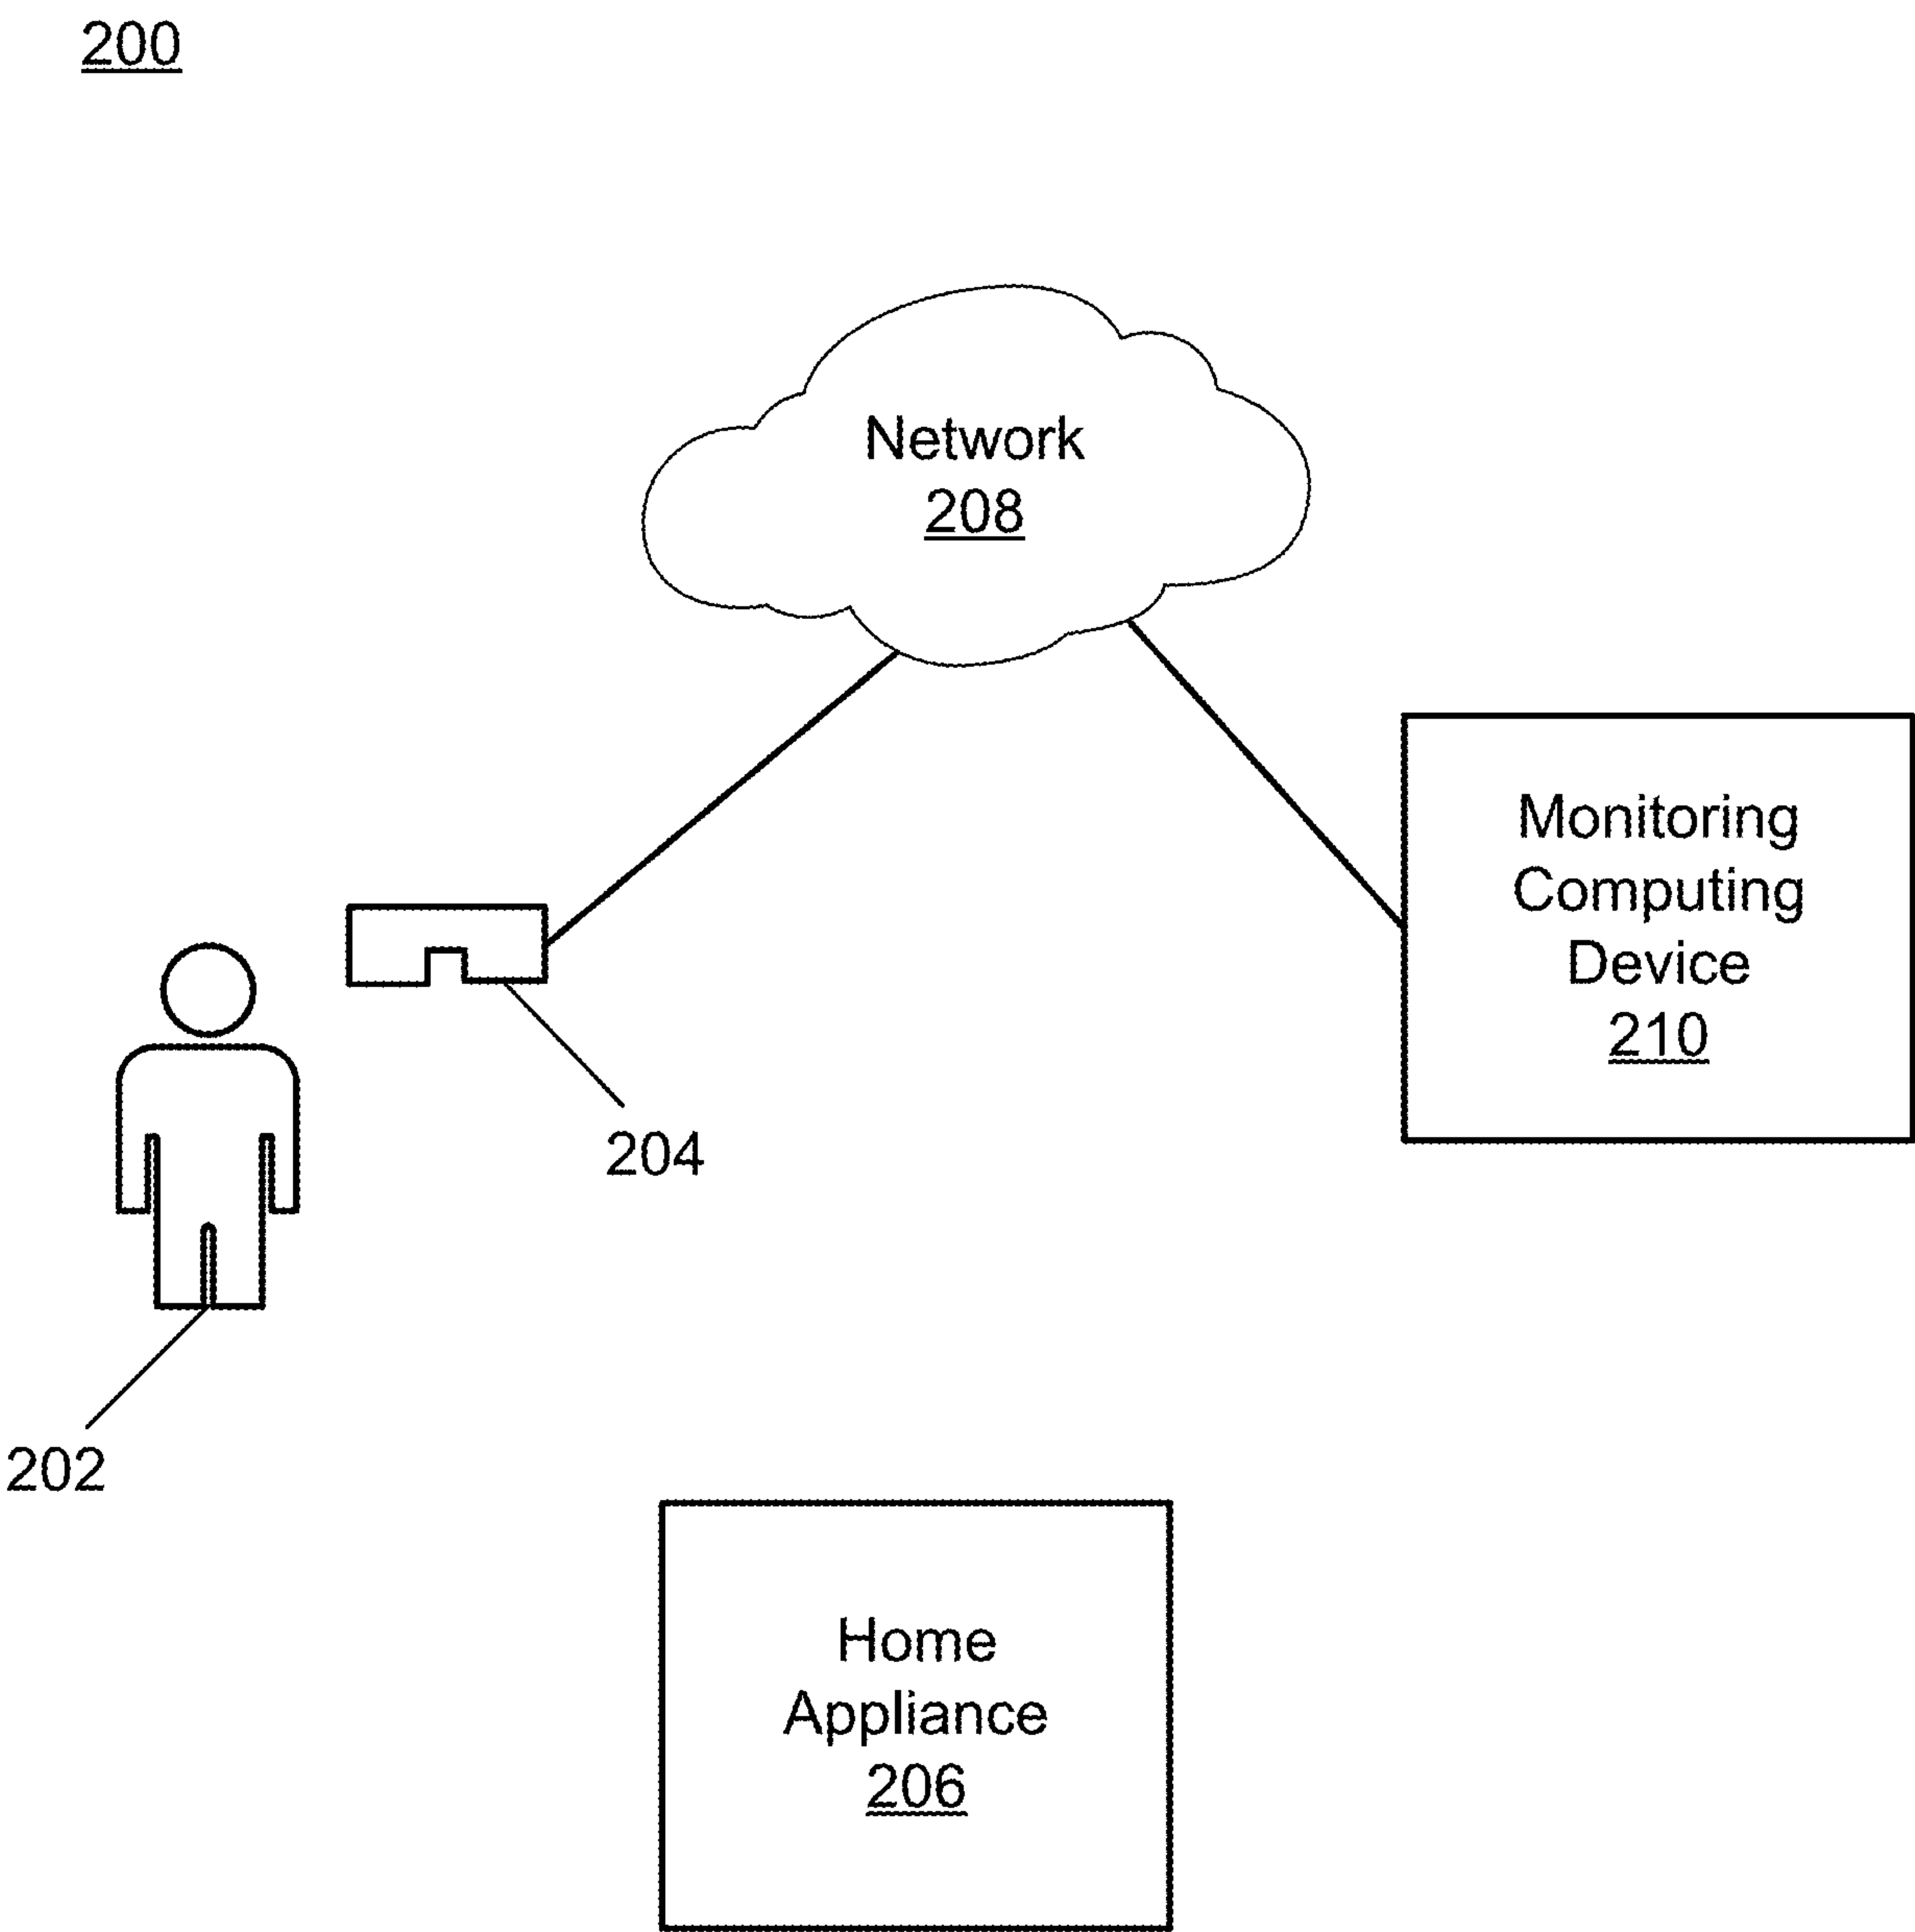 200
Network
208
Monitoring
Computing
Device
210
204
202
Home
Appliance
206